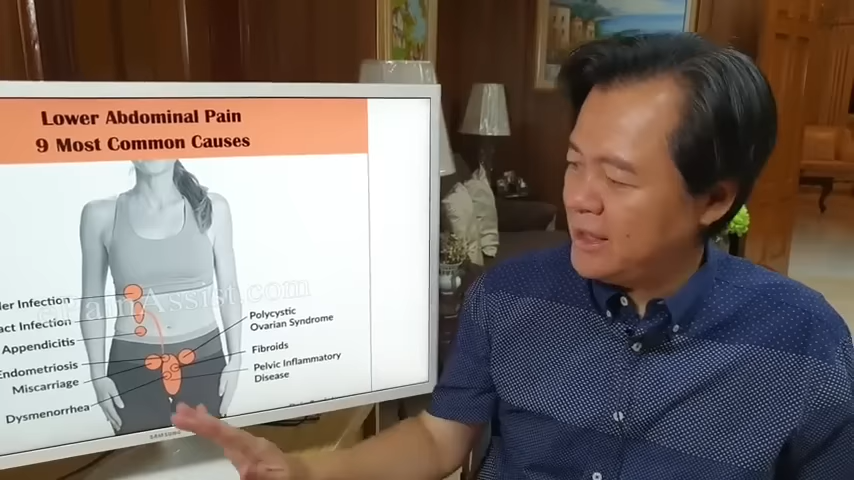 Lower Abdominal Pain
9 Most Common Causes
Infection
Infection
Appendicitis
Endometriosis
Miscarriage
Dysmenorrhea
Polycystic
Ovarian Syndrome
Fibroids
Pelvic Inflammatory
Disease
SAMSUNG